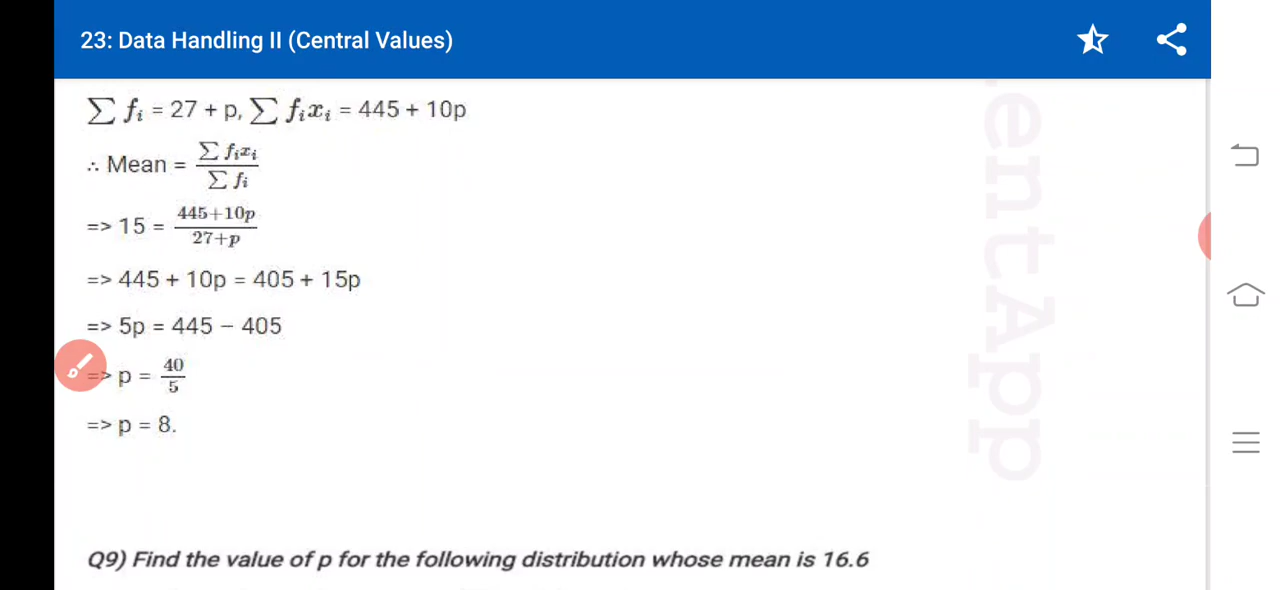 23: Data Handling II (Central Values)
∑ fᵢ = 27 + p, ∑ fᵢxᵢ = 445 + 10p
∴ Mean = ∑ fᵢxᵢ / ∑ fᵢ
=> 15 = 445+10p / 27+p
=> 445 + 10p = 405 + 15p
=> 5p = 445 − 405
=> p = 40 / 5
=> p = 8.
Q9) Find the value of p for the following distribution whose mean is 16.6
entApp